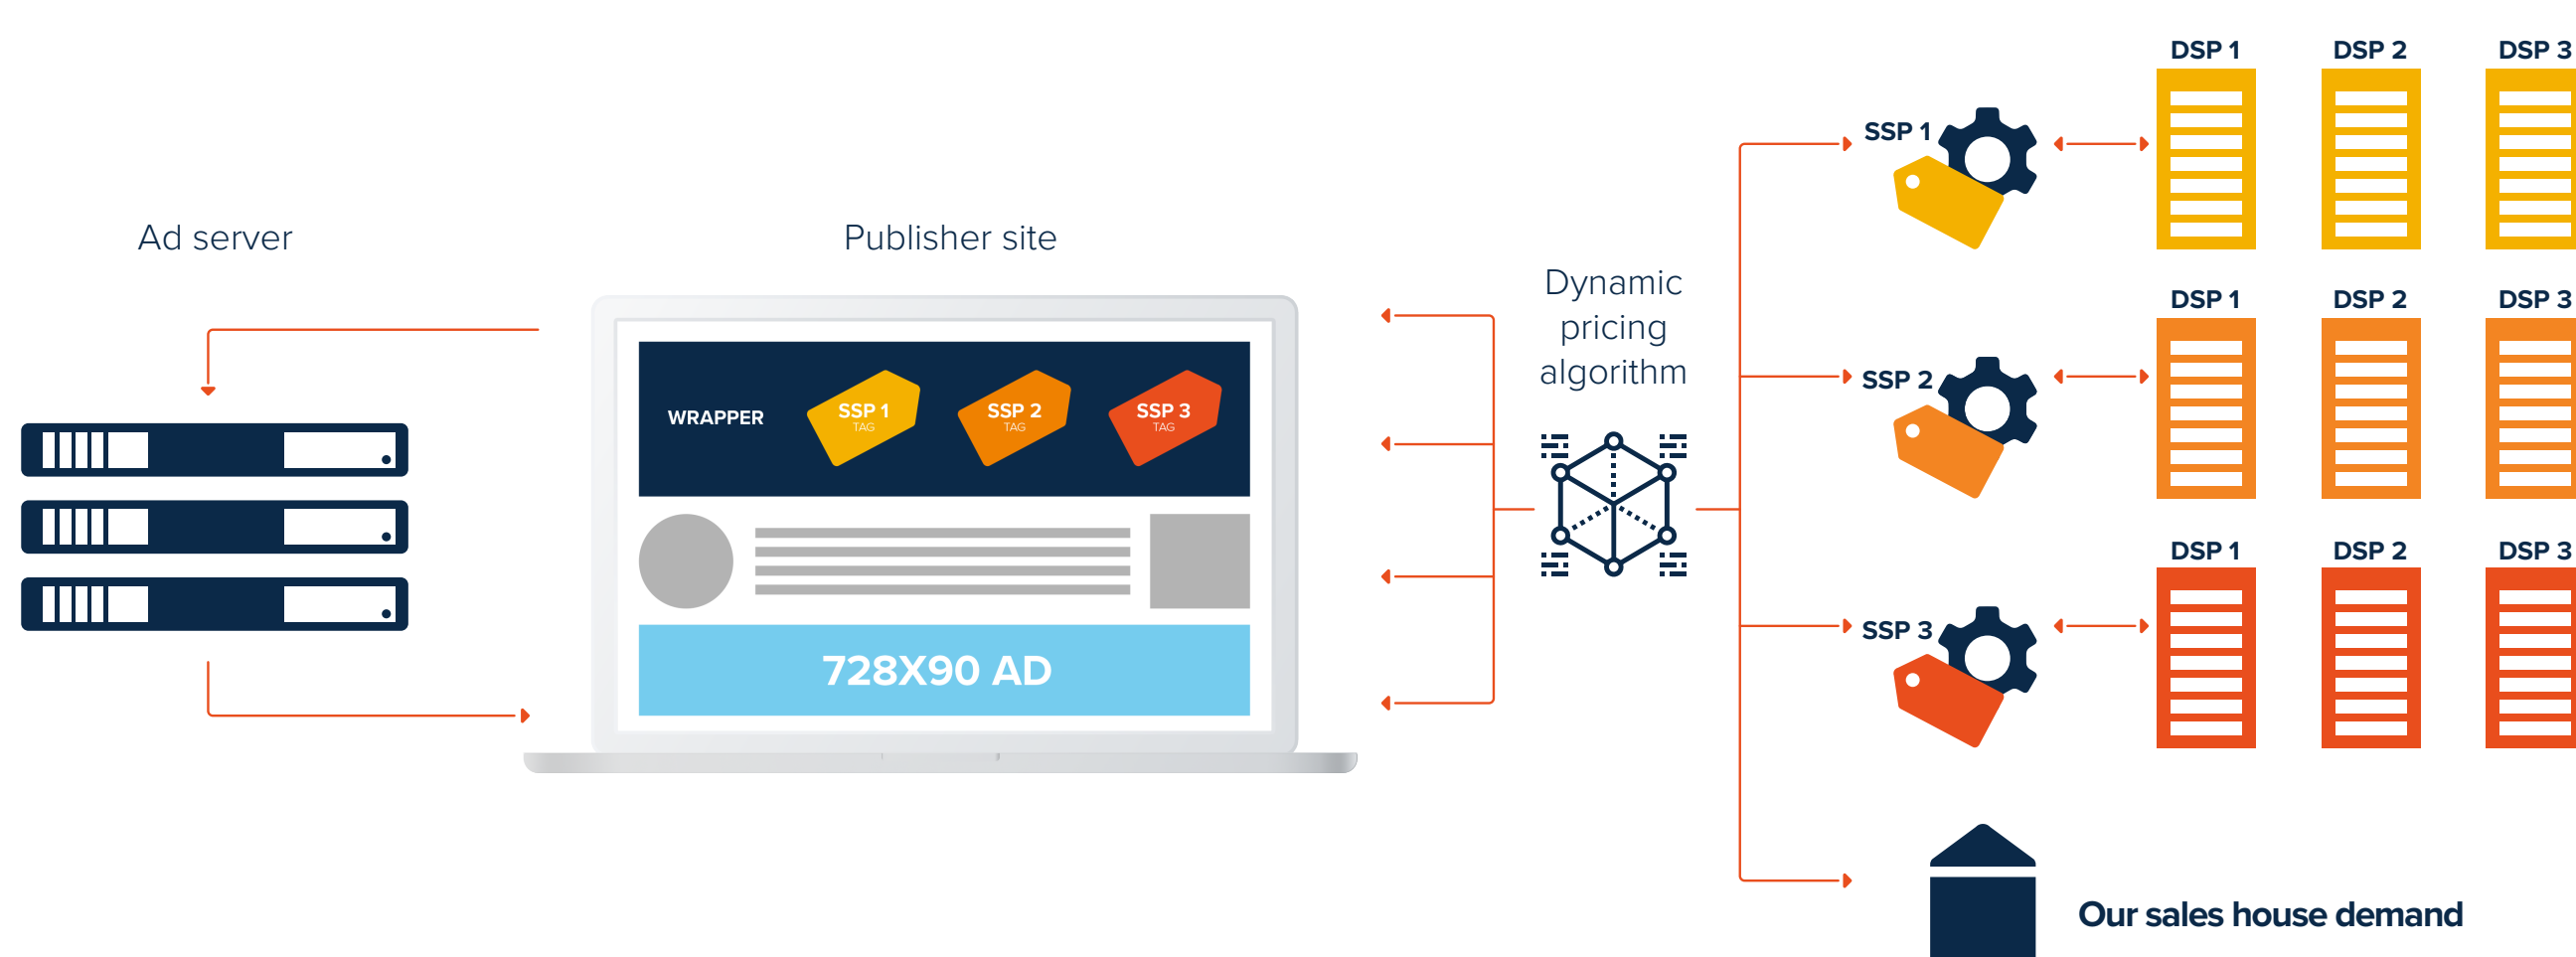 Ad server
Publisher site
WRAPPER
SSP 1
TAG
SSP 2
TAG
SSP 3
TAG
728X90 AD
Dynamic
pricing
algorithm
SSP 1
DSP 1
DSP 2
DSP 3
SSP 2
DSP 1
DSP 2
DSP 3
SSP 3
DSP 1
DSP 2
DSP 3
Our sales house demand